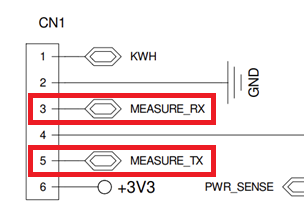 CN1
1 KWH
2 GND
3 MEASURE_RX
4
5 MEASURE_TX
6 +3V3 PWR_SENSE